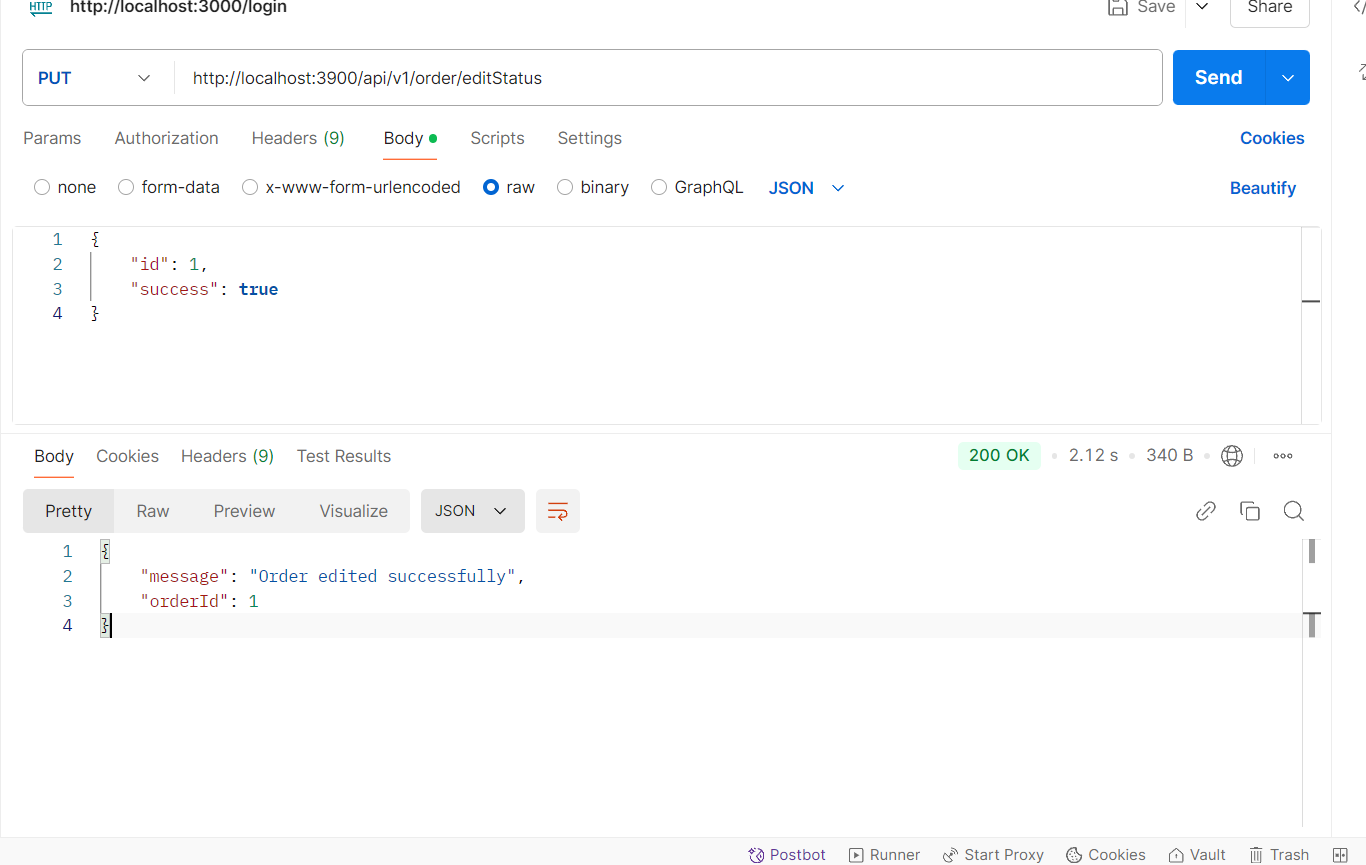 HTTP http://localhost:3000/login Save Share
PUT http://localhost:3900/api/v1/order/editStatus Send
Params Authorization Headers (9) Body Scripts Settings Cookies
none form-data x-www-form-urlencoded raw binary GraphQL JSON Beautify
1 {
2 "id": 1,
3 "success": true
4 }
Body Cookies Headers (9) Test Results 200 OK 2.12 s 340 B
Pretty Raw Preview Visualize JSON
1 {
2 "message": "Order edited successfully",
3 "orderId": 1
4 }
Postbot Runner Start Proxy Cookies Vault Trash